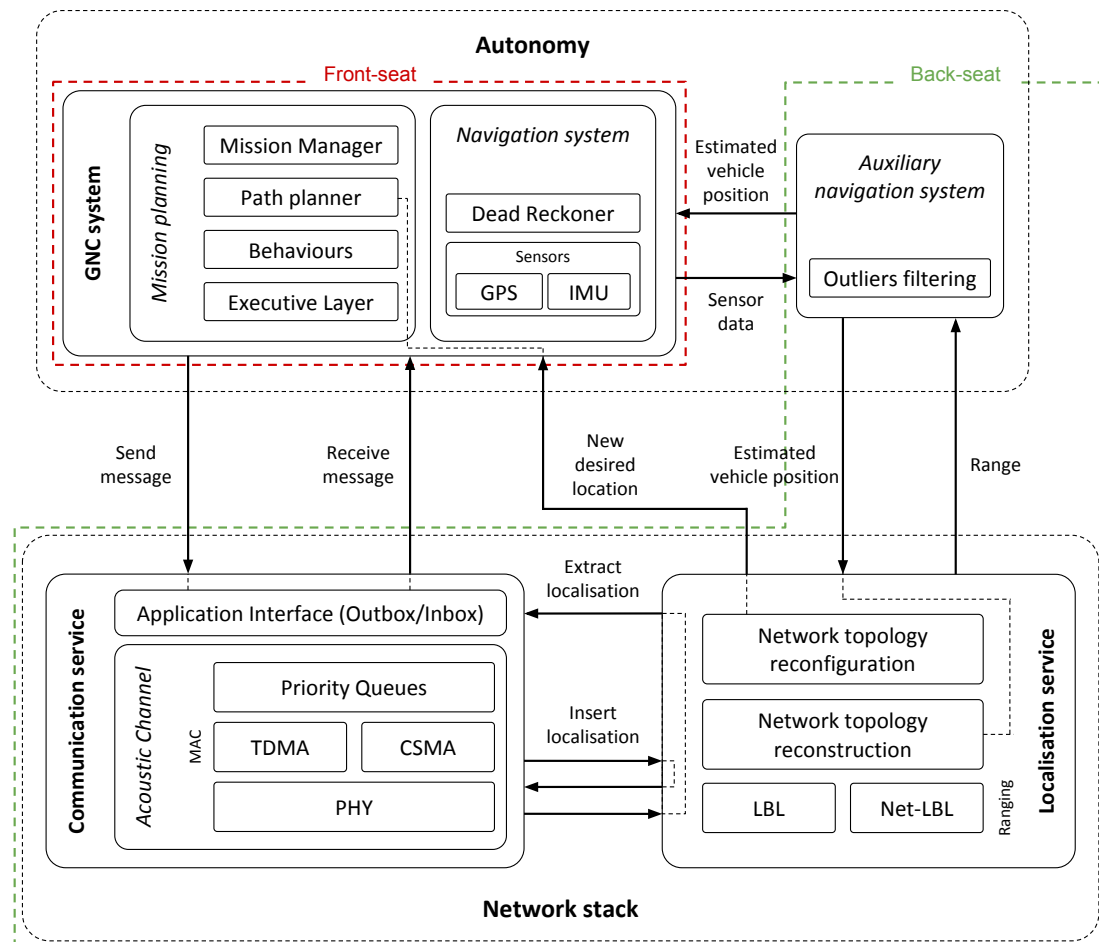 Autonomy
Front-seat
Back-seat
GNC system
Mission planning
Mission Manager
Path planner
Behaviours
Executive Layer
Navigation system
Dead Reckoner
Sensors
GPS
IMU
Estimated
vehicle
position
Sensor
data
Auxiliary
navigation system
Outliers filtering
Send
message
Receive
message
New
desired
location
Estimated
vehicle position
Range
Communication service
Application Interface (Outbox/Inbox)
Acoustic Channel
Priority Queues
MAC
TDMA
CSMA
PHY
Extract
localisation
Insert
localisation
Network topology
reconfiguration
Network topology
reconstruction
LBL
Net-LBL
Ranging
Localisation service
Network stack